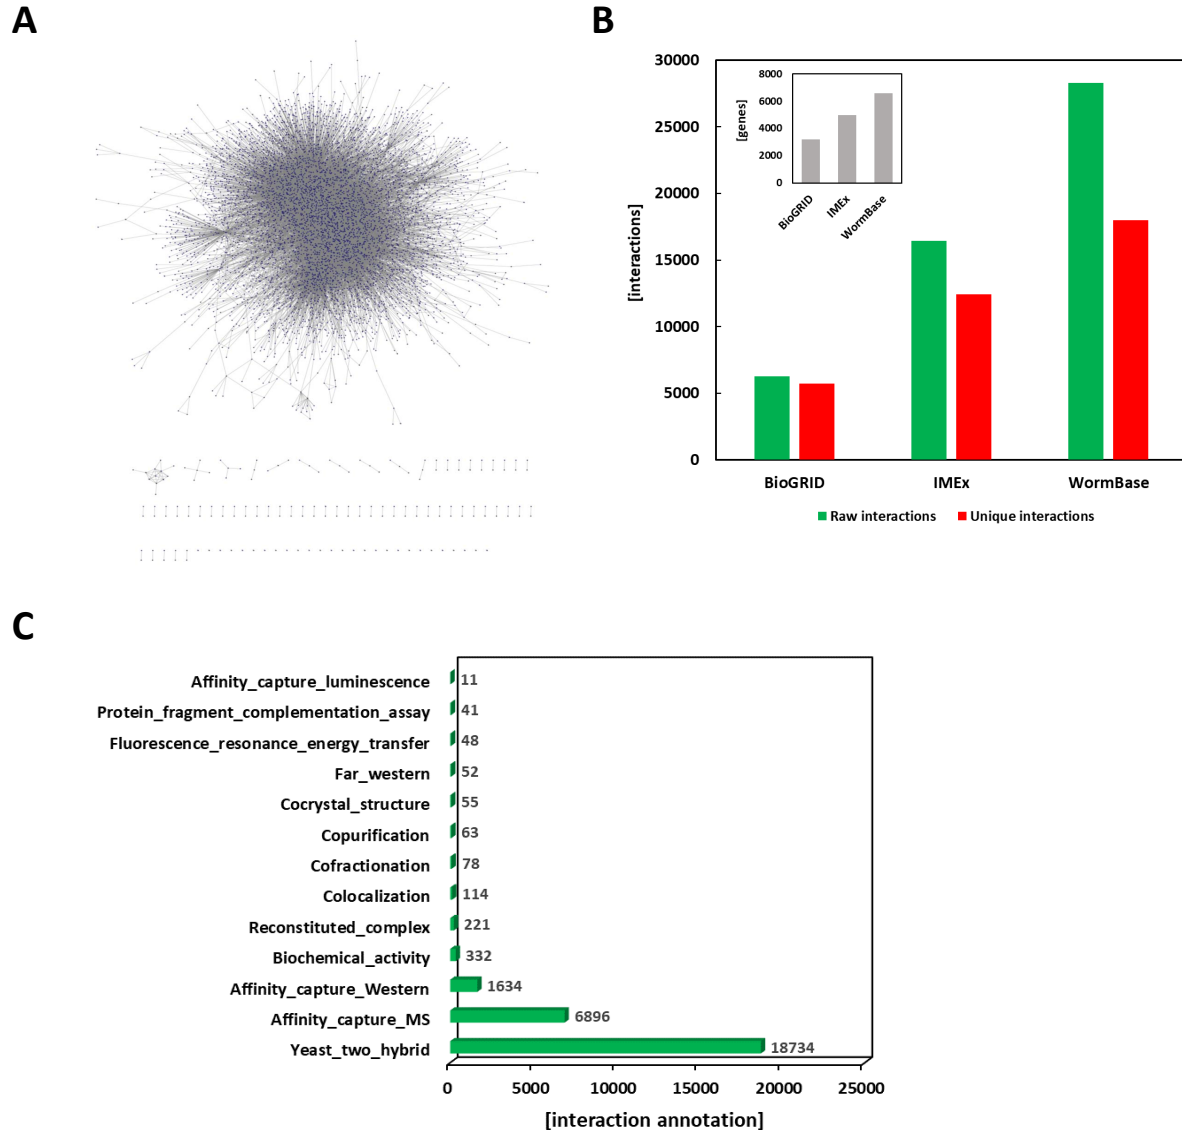 A
B
30000
25000
20000
15000
10000
5000
0
[interactions]
8000
6000
4000
2000
0
[genes]
BioGRID
IMEx
WormBase
BioGRID
IMEx
WormBase
Raw interactions
Unique interactions
C
Affinity_capture_luminescence 11
Protein_fragment_complementation_assay 41
Fluorescence_resonance_energy_transfer 48
Far_western 52
Cocrystal_structure 55
Copurification 63
Cofractionation 78
Colocalization 114
Reconstituted_complex 221
Biochemical_activity 332
Affinity_capture_Western 1634
Affinity_capture_MS 6896
Yeast_two_hybrid 18734
0 5000 10000 15000 20000 25000
[interaction annotation]